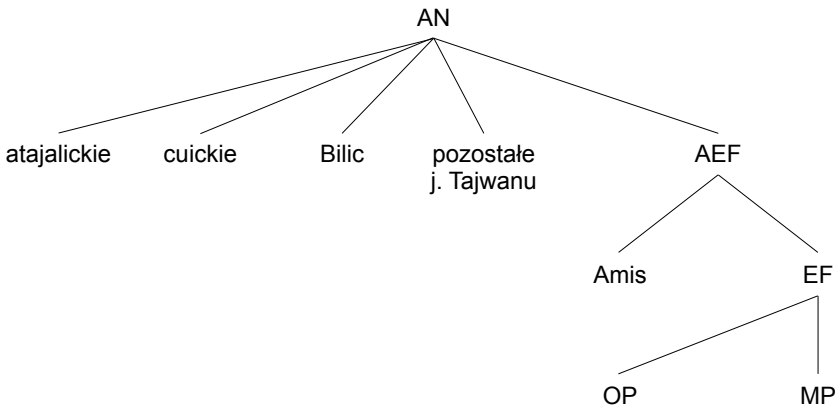 AN
atajalickie
cuickie
Bilic
pozostałe
j. Tajwanu
AEF
Amis
EF
OP
MP